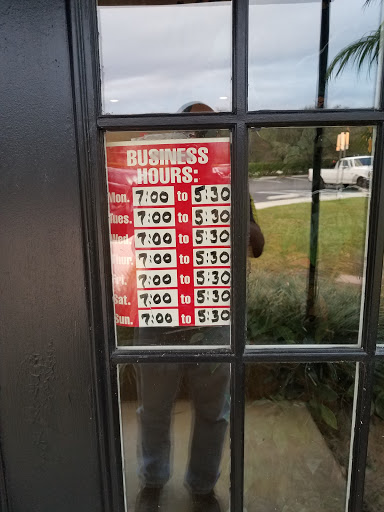 BUSINESS
HOURS:
Mon. 7:00 to 5:30
Tues. 7:00 to 5:30
Wed. 7:00 to 5:30
Thur. 7:00 to 5:30
Fri. 7:00 to 5:30
Sat. 7:00 to 5:30
Sun. 7:00 to 5:30